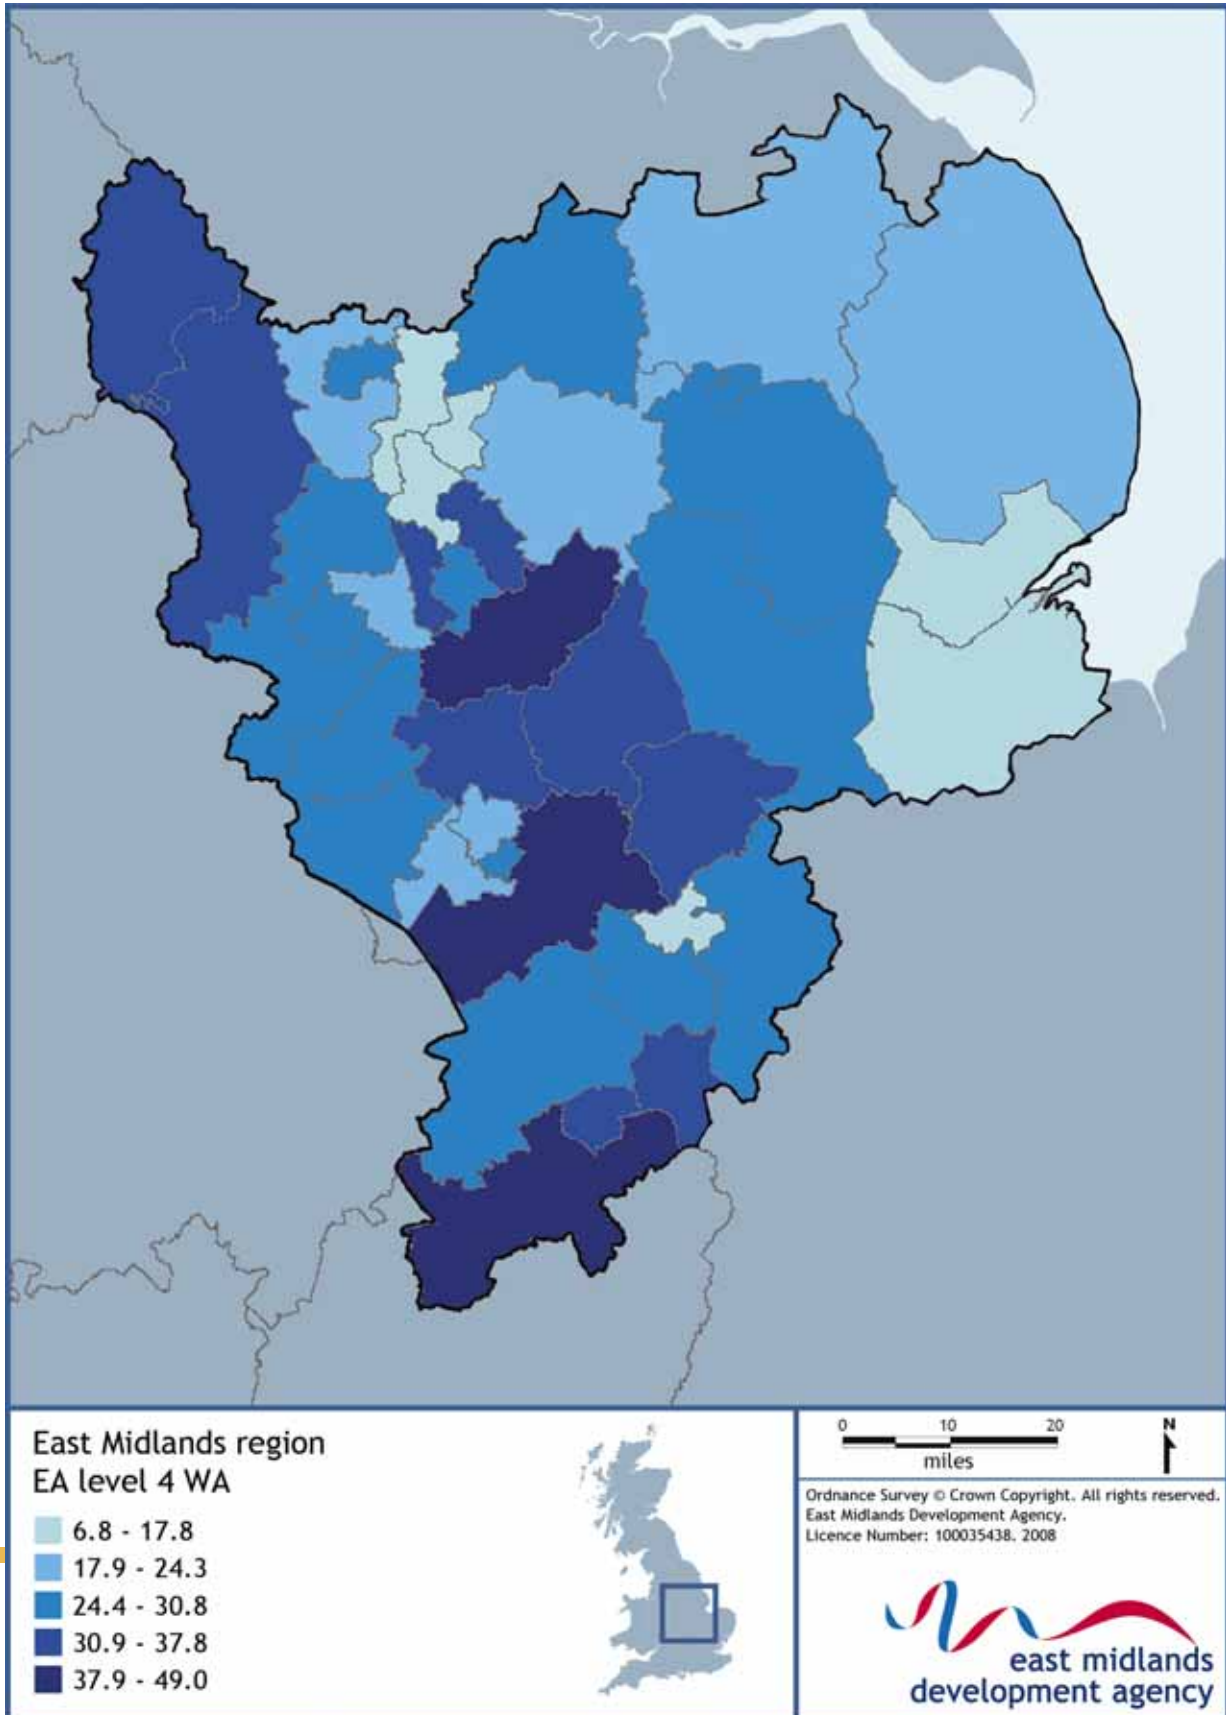 East Midlands region
EA level 4 WA
6.8 - 17.8
17.9 - 24.3
24.4 - 30.8
30.9 - 37.8
37.9 - 49.0
0 10 20
miles
N
Ordnance Survey © Crown Copyright. All rights reserved.
East Midlands Development Agency.
Licence Number: 100035438. 2008
east midlands
development agency